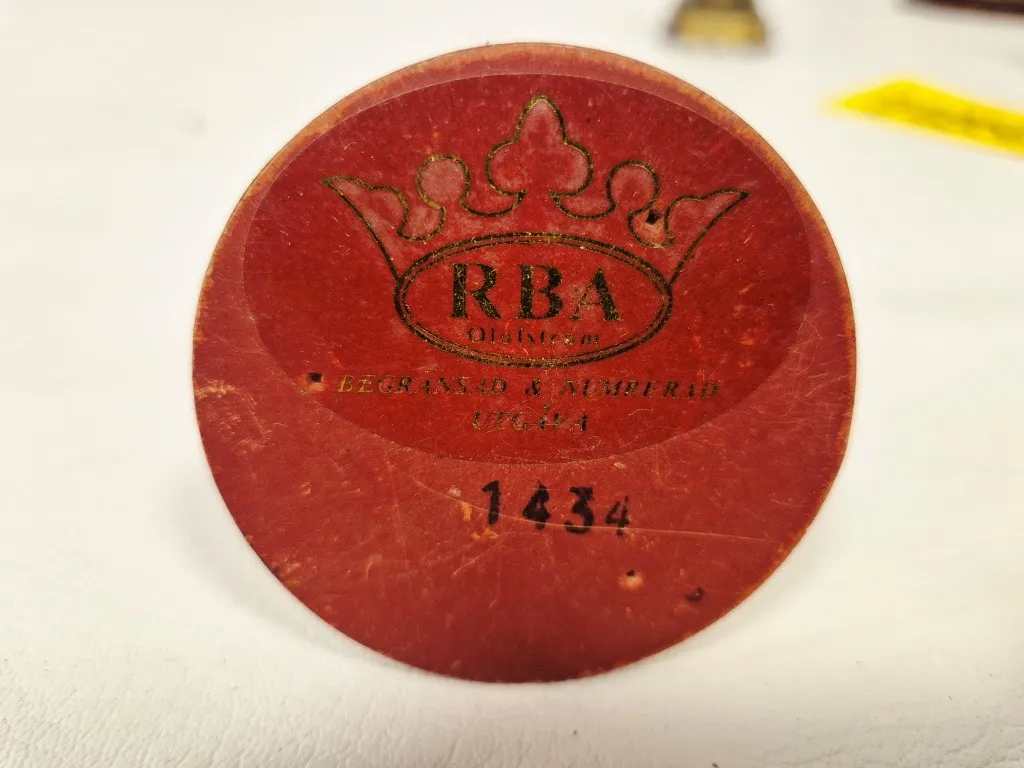 RBA
Olofström
BEGRÄNSAD & NUMRERAD
UTGÅVA
1434